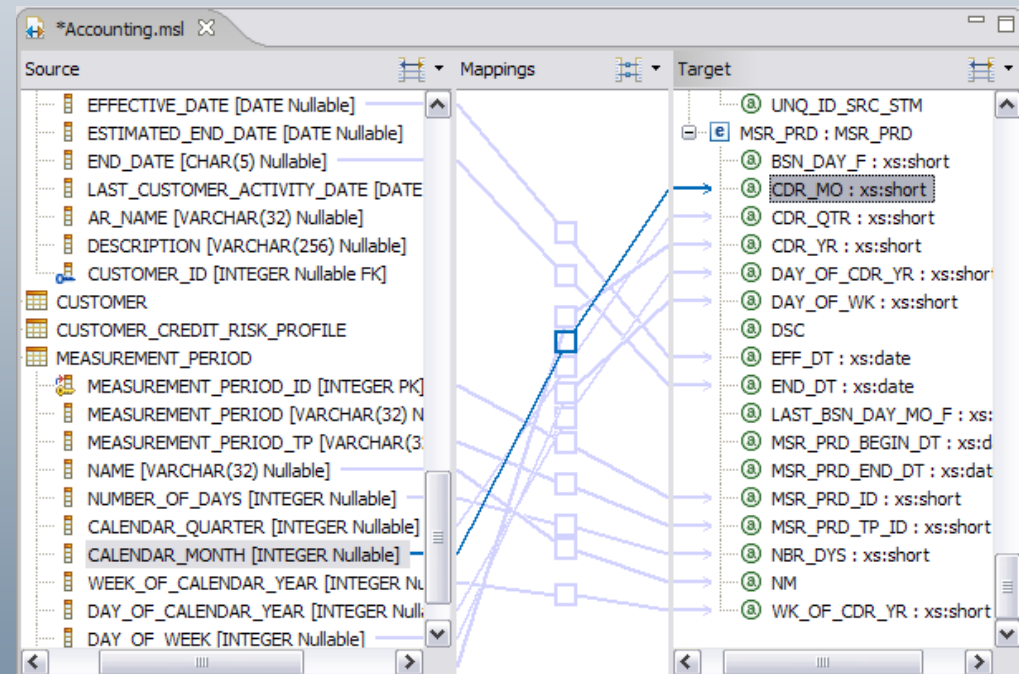 *Accounting.msl
Source
Mappings
Target
EFFECTIVE_DATE [DATE Nullable]
ESTIMATED_END_DATE [DATE Nullable]
END_DATE [CHAR(5) Nullable]
LAST_CUSTOMER_ACTIVITY_DATE [DATE
AR_NAME [VARCHAR(32) Nullable]
DESCRIPTION [VARCHAR(256) Nullable]
CUSTOMER_ID [INTEGER Nullable FK]
CUSTOMER
CUSTOMER_CREDIT_RISK_PROFILE
MEASUREMENT_PERIOD
MEASUREMENT_PERIOD_ID [INTEGER PK]
MEASUREMENT_PERIOD [VARCHAR(32) N
MEASUREMENT_PERIOD_TP [VARCHAR(3
NAME [VARCHAR(32) Nullable]
NUMBER_OF_DAYS [INTEGER Nullable]
CALENDAR_QUARTER [INTEGER Nullable]
CALENDAR_MONTH [INTEGER Nullable]
WEEK_OF_CALENDAR_YEAR [INTEGER Nu
DAY_OF_CALENDAR_YEAR [INTEGER Null
DAY_OF_WEEK [INTEGER Nullable]
UNQ_ID_SRC_STM
MSR_PRD : MSR_PRD
BSN_DAY_F : xs:short
CDR_MO : xs:short
CDR_QTR : xs:short
CDR_YR : xs:short
DAY_OF_CDR_YR : xs:short
DAY_OF_WK : xs:short
DSC
EFF_DT : xs:date
END_DT : xs:date
LAST_BSN_DAY_MO_F : xs:
MSR_PRD_BEGIN_DT : xs:d
MSR_PRD_END_DT : xs:dat
MSR_PRD_ID : xs:short
MSR_PRD_TP_ID : xs:short
NBR_DYS : xs:short
NM
WK_OF_CDR_YR : xs:short